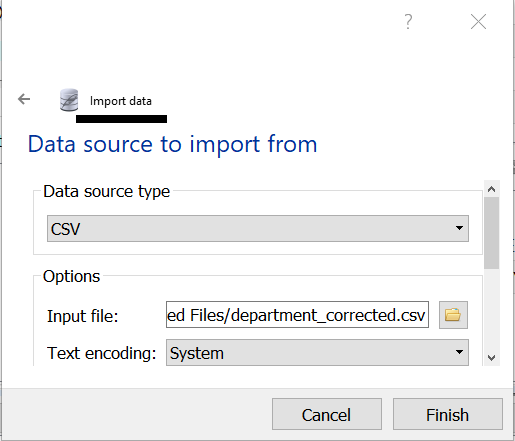 ?
Import data
Data source to import from
Data source type
CSV
Options
Input file: ed Files/department_corrected.csv
Text encoding: System
Cancel Finish